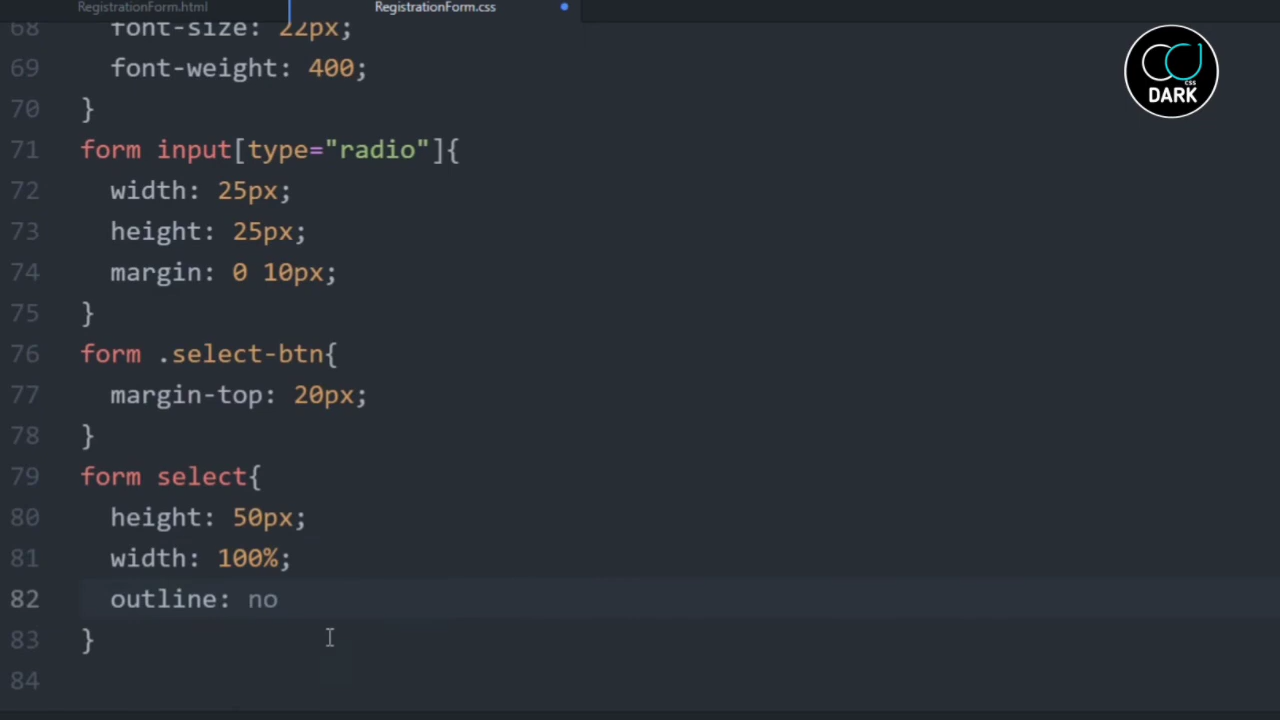 RegistrationForm.html RegistrationForm.css
68 font-size: 22px;
69 font-weight: 400;
70 }
71 form input[type="radio"]{
72 width: 25px;
73 height: 25px;
74 margin: 0 10px;
75 }
76 form .select-btn{
77 margin-top: 20px;
78 }
79 form select{
80 height: 50px;
81 width: 100%;
82 outline: no
83 }
84
css
DARK